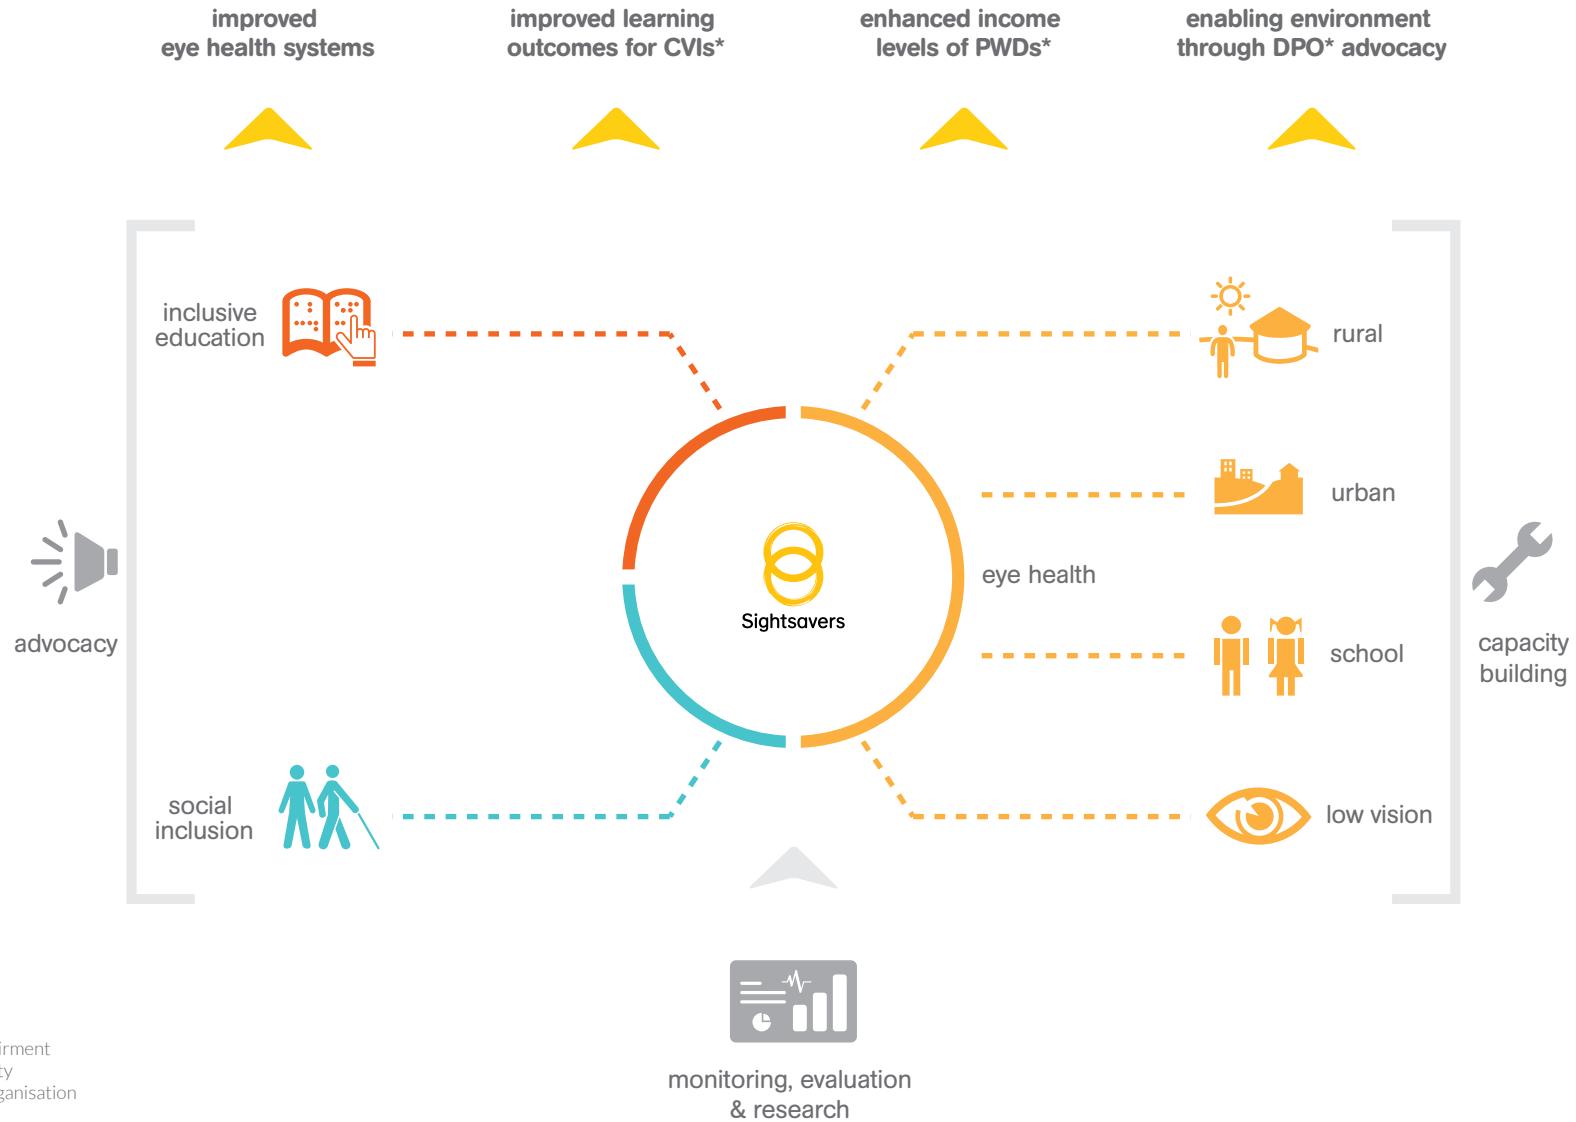 improved
eye health systems
improved learning
outcomes for CVIs*
enhanced income
levels of PWDs*
enabling environment
through DPO* advocacy
inclusive
education
rural
urban
Sightsavers
eye health
advocacy
school
capacity
building
social
inclusion
low vision
monitoring, evaluation
& research